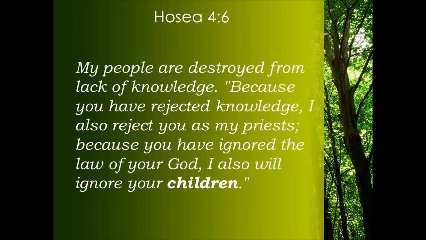 Hosea 4:6
My people are destroyed from
lack of knowledge. "Because
you have rejected knowledge, I
also reject you as my priests;
because you have ignored the
law of your God, I also will
ignore your children."